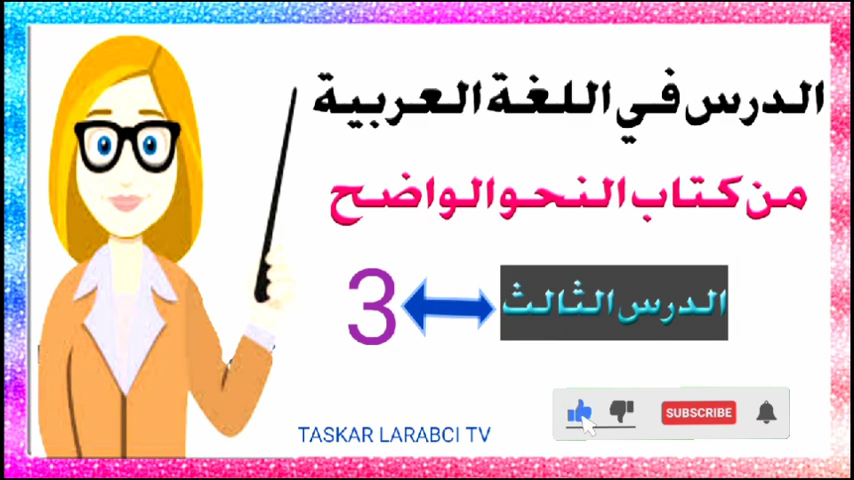 الدرس في اللغة العربية
من كتاب النحو الواضح
الدرس الثالث
3
TASKAR LARABCI TV
SUBSCRIBE